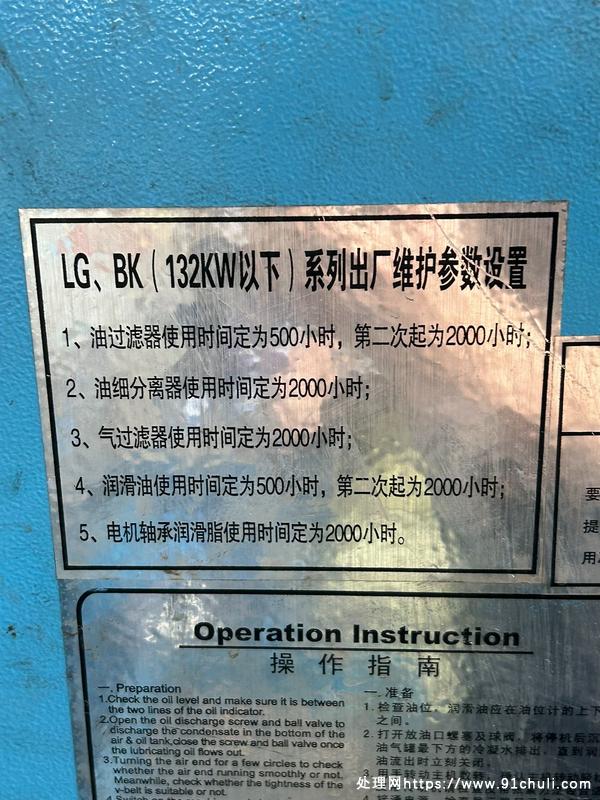 LG、BK（132KW以下）系列出厂维护参数设置
1、油过滤器使用时间定为500小时，第二次起为2000小时；
2、油细分离器使用时间定为2000小时；
3、气过滤器使用时间定为2000小时；
4、润滑油使用时间定为500小时，第二次起为2000小时；
5、电机轴承润滑脂使用时间定为2000小时。
要
提
用
Operation Instruction
操作指南
一. Preparation
1.Check the oil level and make sure it is between
the two lines of the oil indicator.
2.Open the oil discharge screw and ball valve to
discharge the condensate in the bottom of the
air & oil tank,close the screw and ball valve once
the lubricating oil flows out.
3.Turning the air end for a few circles to check
whether the air end running smoothly or not.
Meanwhile, check whether the tightness of the
v-belt is suitable or not.
一. 准备
1. 检查油位，润滑油应在油位计的上下
之间。
2. 打开放油口螺塞及球阀，将停机后沉
油气罐最下方的冷凝水排出，直到润
油流出时立刻关闭。
处理网https://www.91chuli.com